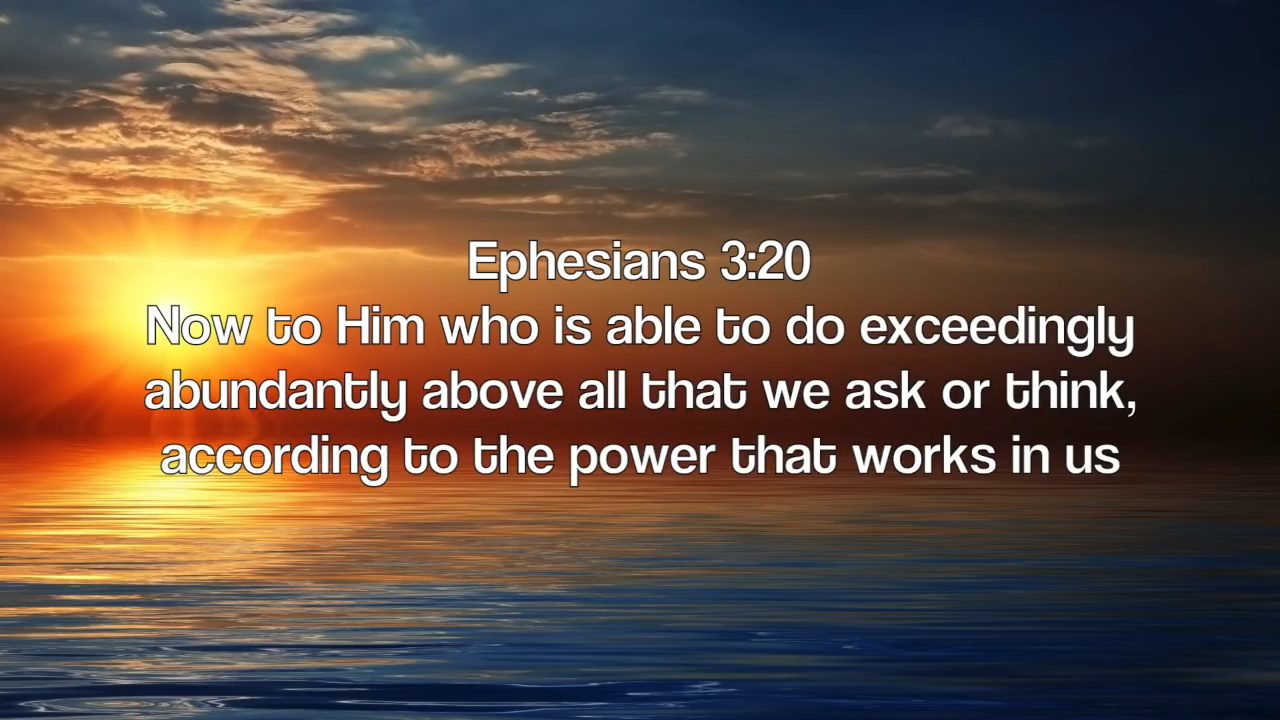 Ephesians 3:20
Now to Him who is able to do exceedingly
abundantly above all that we ask or think,
according to the power that works in us